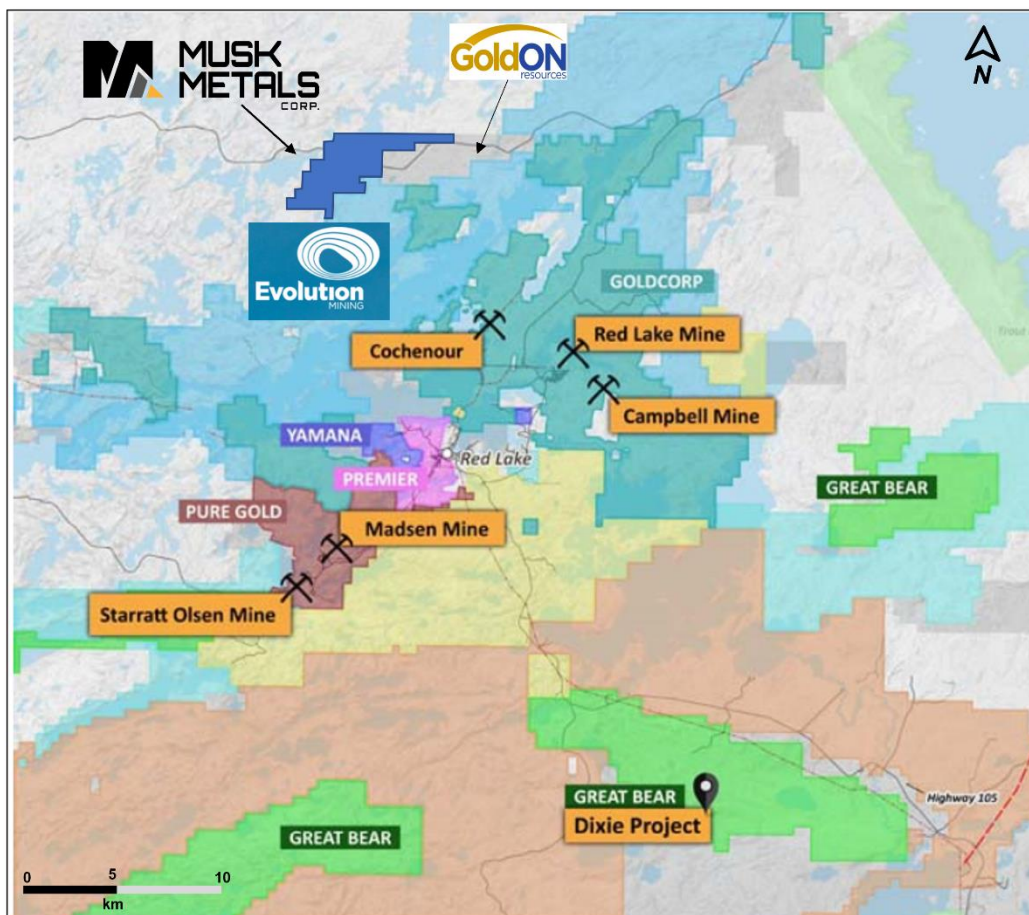 MUSK
METALS
CORP.
GoldON
resources
N
Evolution
MINING
GOLDCORP
Cochenour
Red Lake Mine
Campbell Mine
YAMANA
Red Lake
PREMIER
GREAT BEAR
PURE GOLD
Madsen Mine
Starratt Olsen Mine
GREAT BEAR
Dixie Project
Highway 105
GREAT BEAR
0 5 10
km